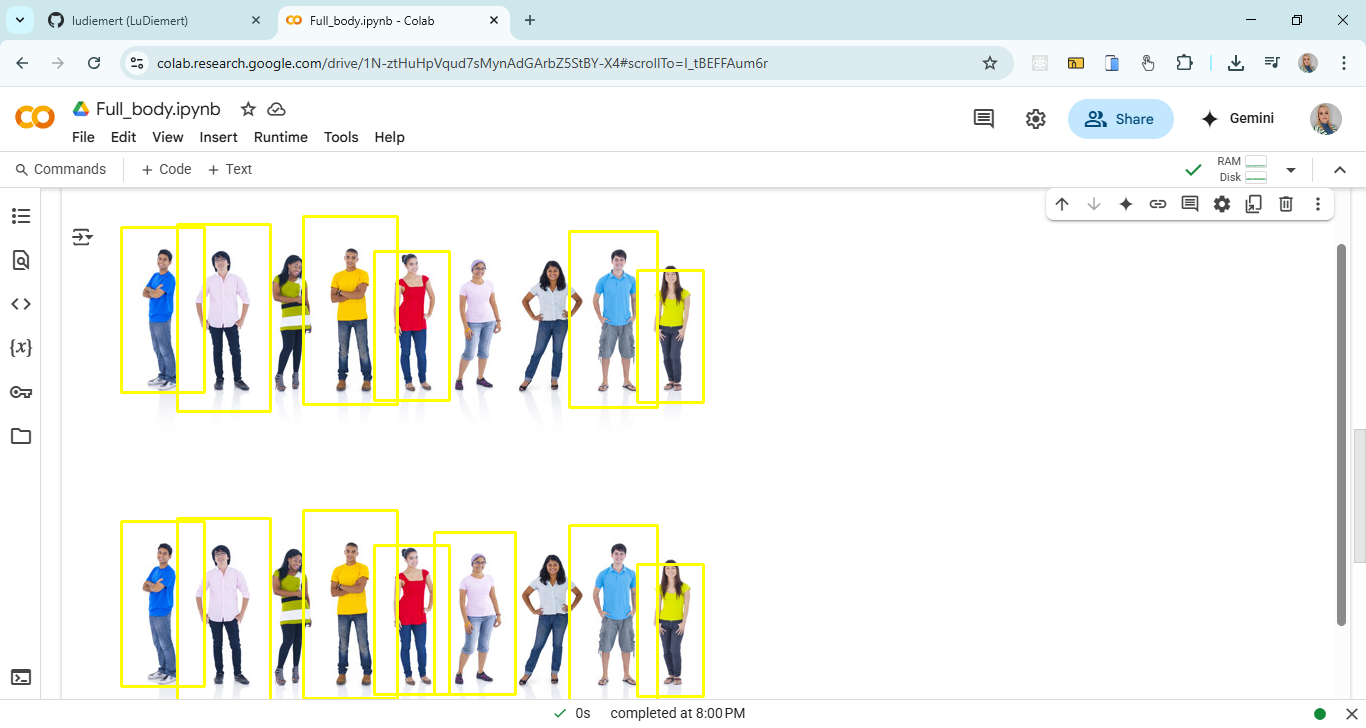 ludiemert (LuDiemert)
Full_body.ipynb - Colab
colab.research.google.com/drive/1N-ztHuHpVqud7sMynAdGArbZ5StBY-X4#scrollTo=I_tBEFFAum6r
Full_body.ipynb
File Edit View Insert Runtime Tools Help
Share
Gemini
Commands + Code + Text
RAM
Disk
{x}
0s completed at 8:00 PM